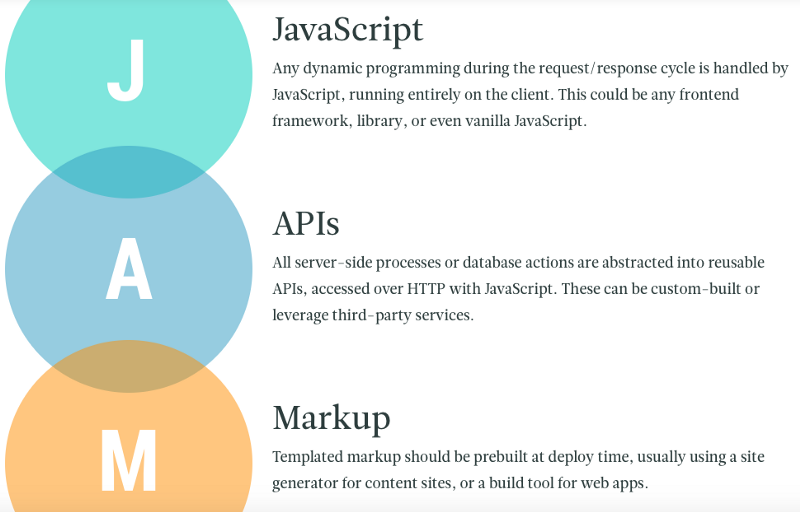 J
JavaScript
Any dynamic programming during the request/response cycle is handled by
JavaScript, running entirely on the client. This could be any frontend
framework, library, or even vanilla JavaScript.
A
APIs
All server-side processes or database actions are abstracted into reusable
APIs, accessed over HTTP with JavaScript. These can be custom-built or
leverage third-party services.
M
Markup
Templated markup should be prebuilt at deploy time, usually using a site
generator for content sites, or a build tool for web apps.